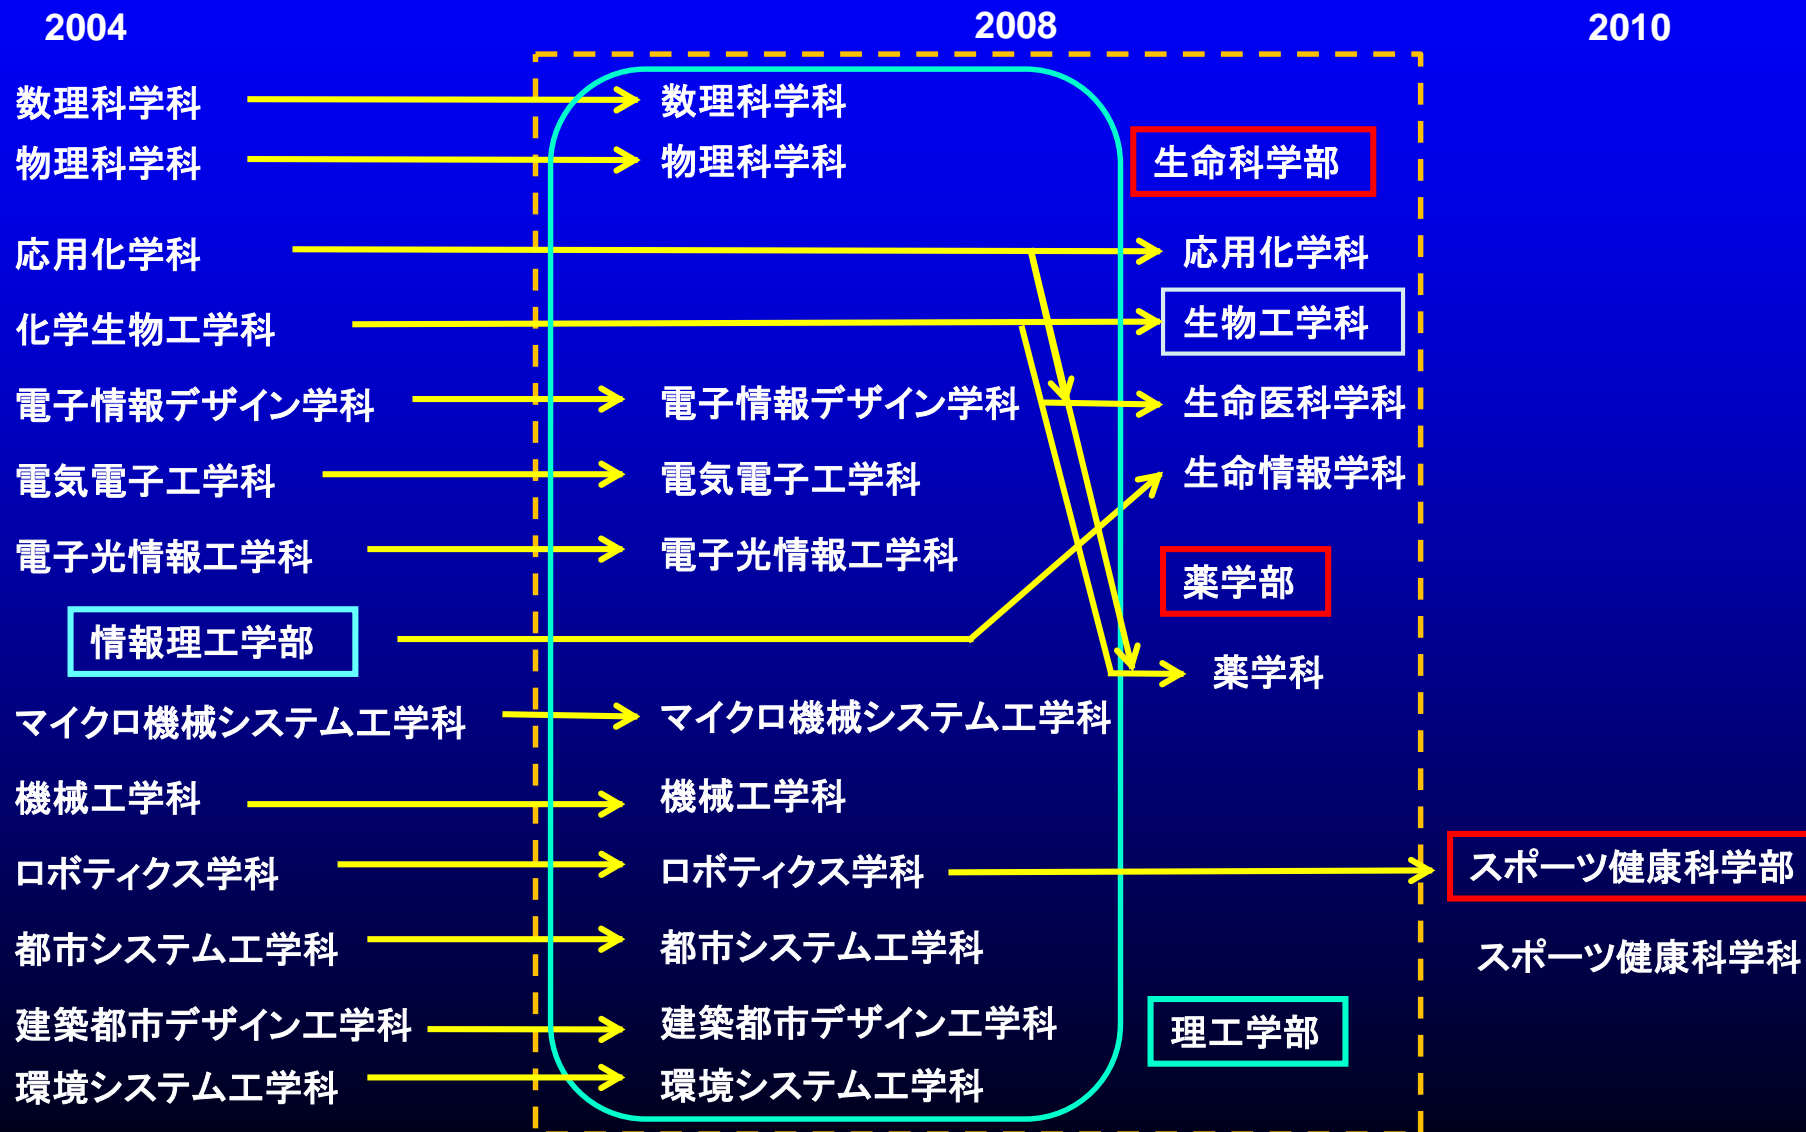 2004
2008
2010
数理科学科
物理科学科
応用化学科
化学生物工学科
電子情報デザイン学科
電気電子工学科
電子光情報工学科
情報理工学部
マイクロ機械システム工学科
機械工学科
ロボティクス学科
都市システム工学科
建築都市デザイン工学科
環境システム工学科
数理科学科
物理科学科
電子情報デザイン学科
電気電子工学科
電子光情報工学科
マイクロ機械システム工学科
機械工学科
ロボティクス学科
都市システム工学科
建築都市デザイン工学科
環境システム工学科
生命科学部
応用化学科
生物工学科
生命医科学科
生命情報学科
薬学部
薬学科
理工学部
スポーツ健康科学部
スポーツ健康科学科